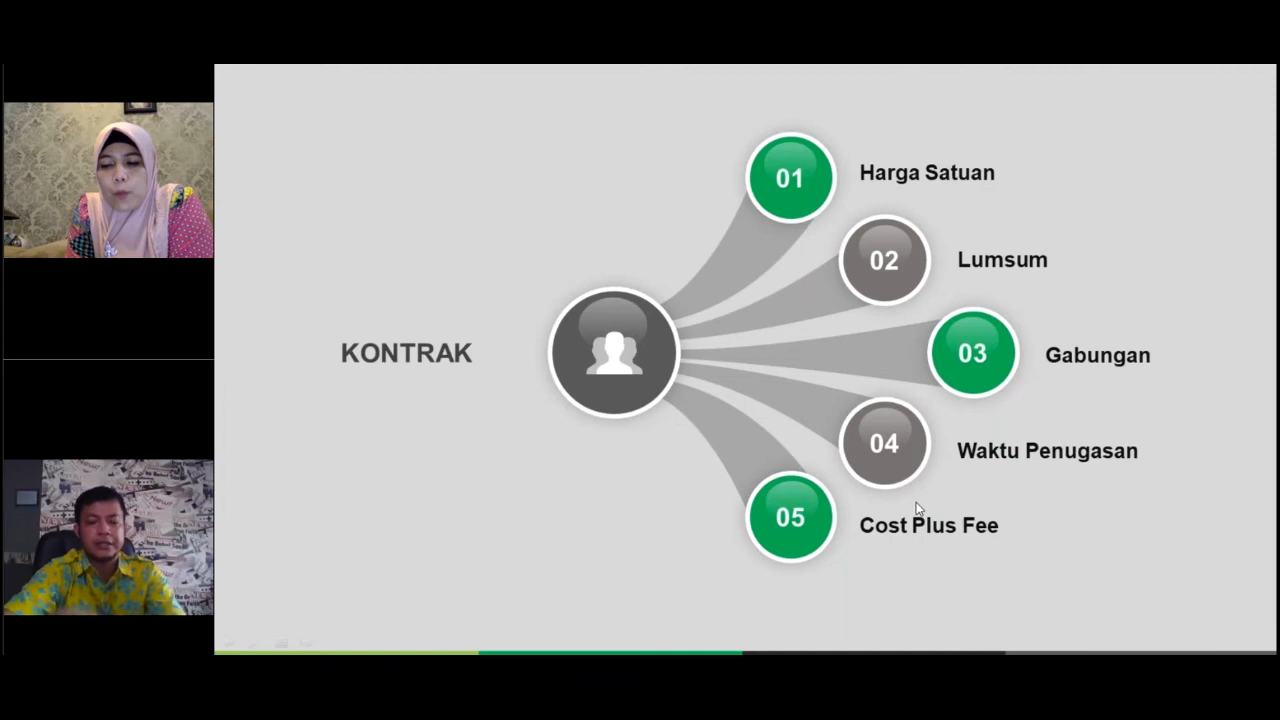 KONTRAK
01
Harga Satuan
02
Lumsum
03
Gabungan
04
Waktu Penugasan
05
Cost Plus Fee